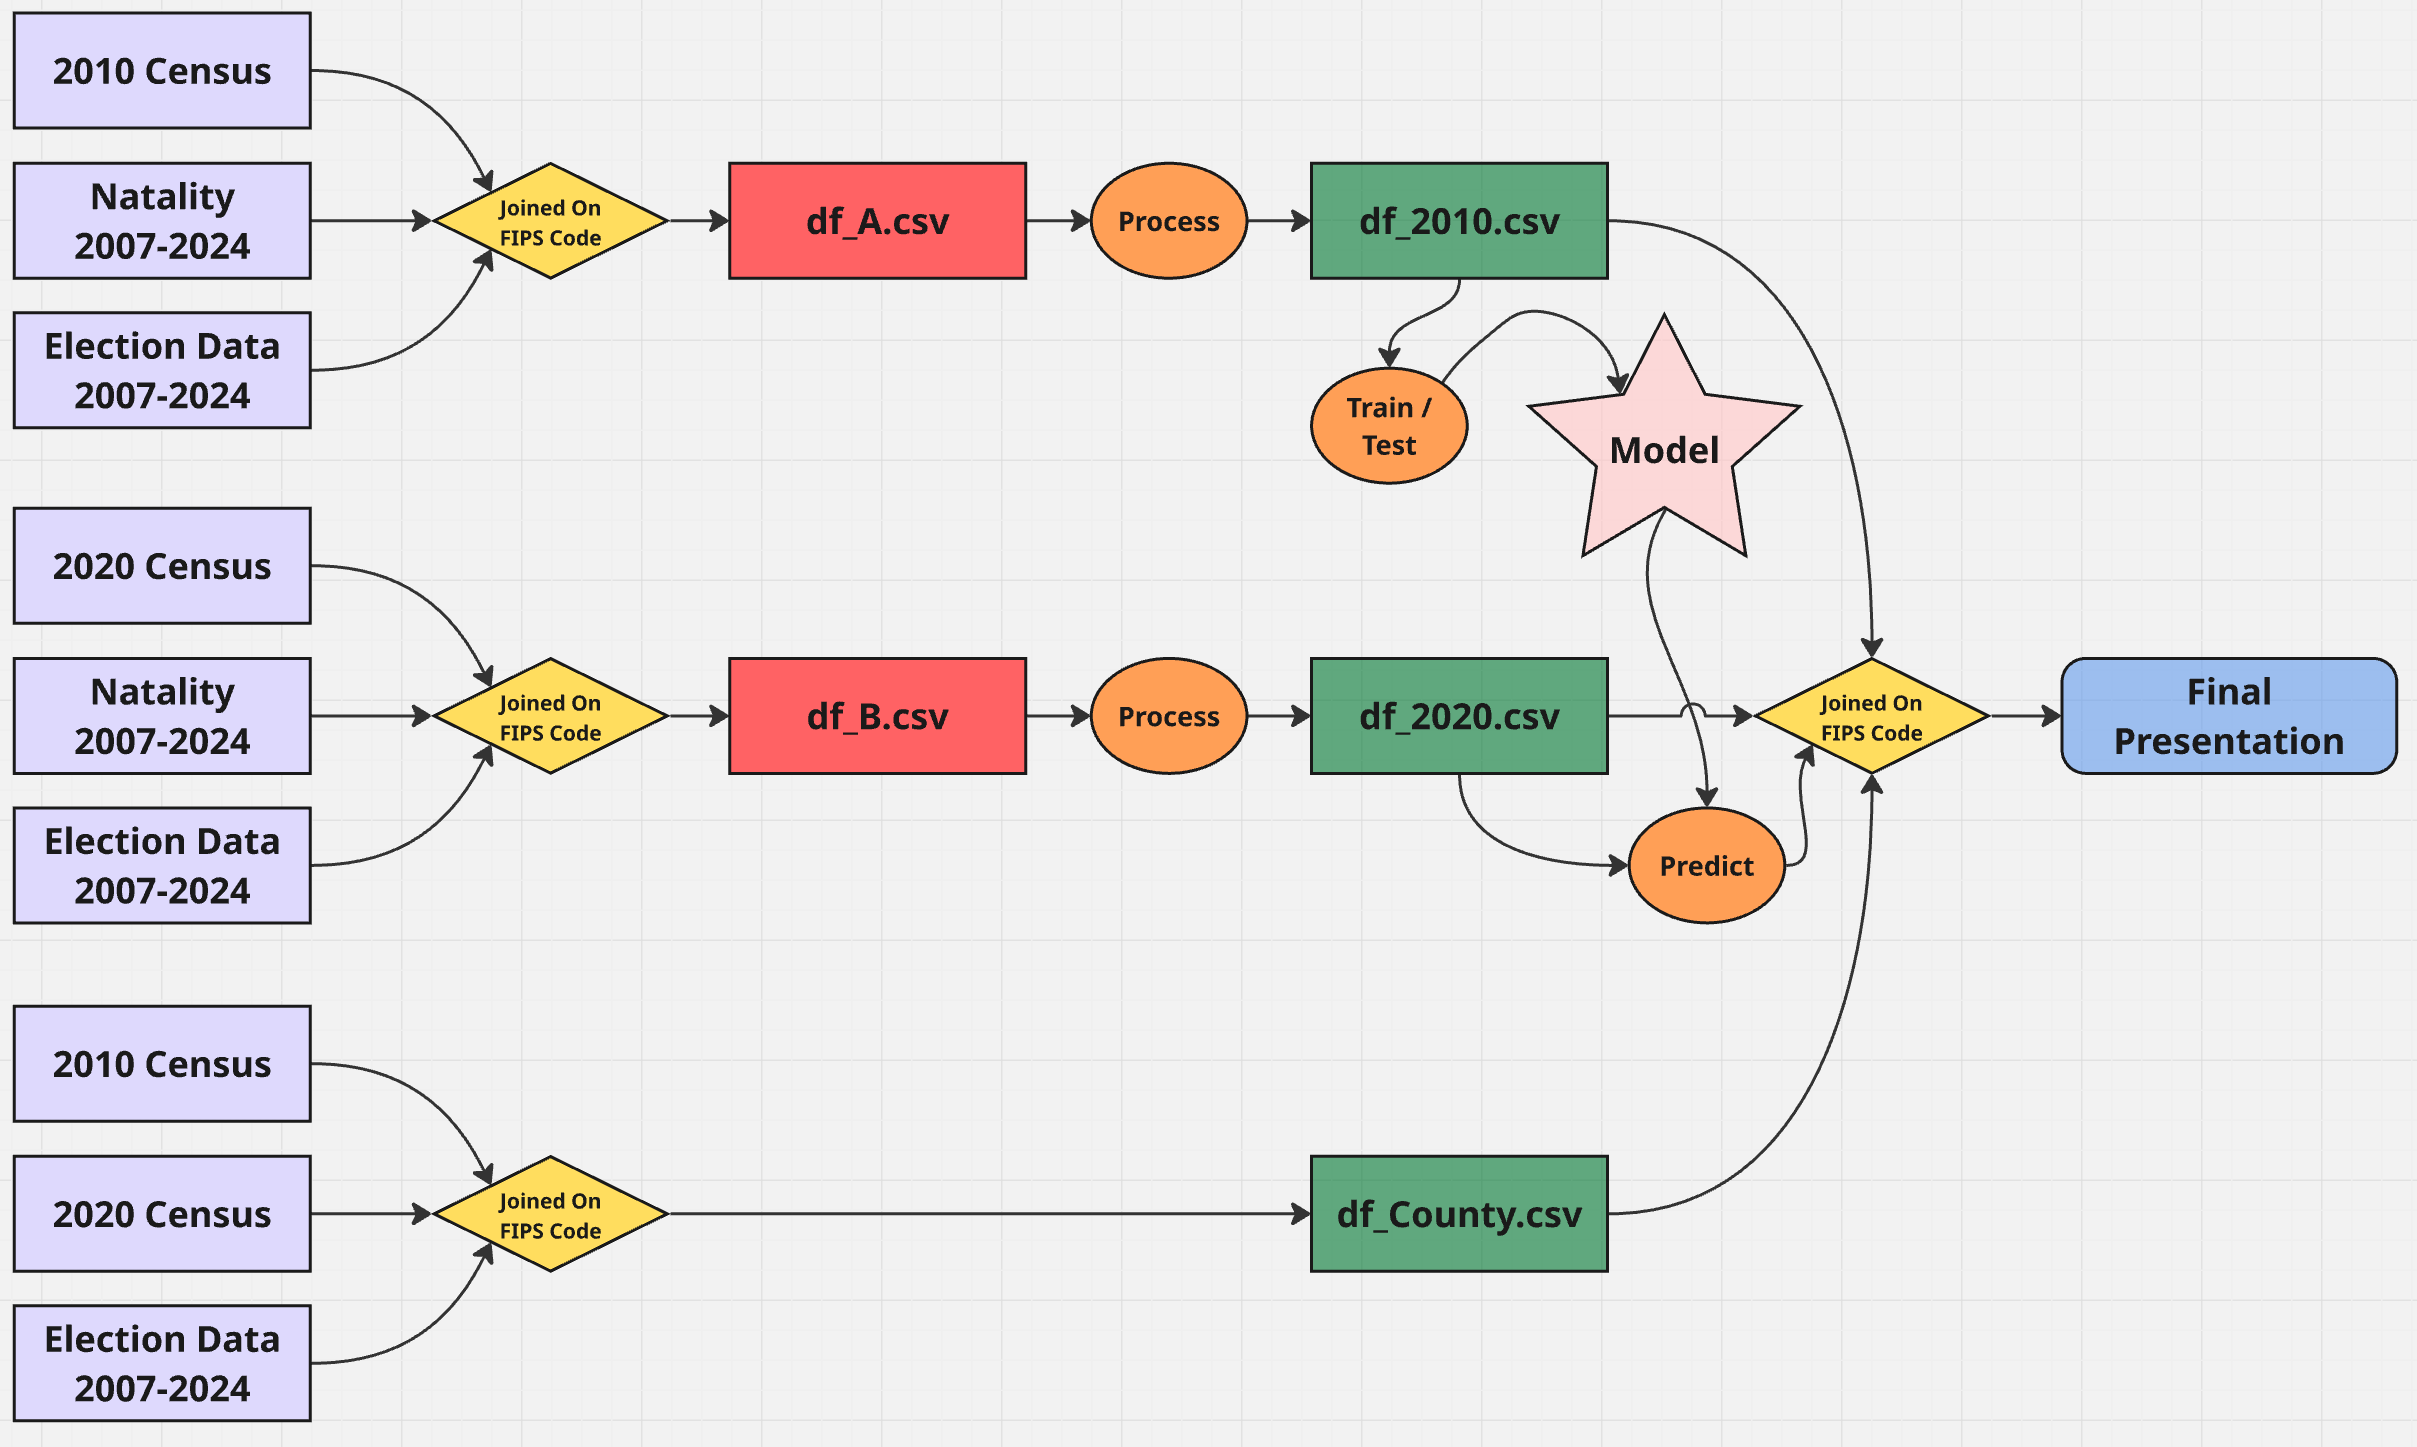 2010 Census
Natality
2007-2024
Election Data
2007-2024
Joined On
FIPS Code
df_A.csv
Process
df_2010.csv
Train /
Test
Model
2020 Census
Natality
2007-2024
Election Data
2007-2024
Joined On
FIPS Code
df_B.csv
Process
df_2020.csv
Predict
Joined On
FIPS Code
Final
Presentation
2010 Census
2020 Census
Election Data
2007-2024
Joined On
FIPS Code
df_County.csv